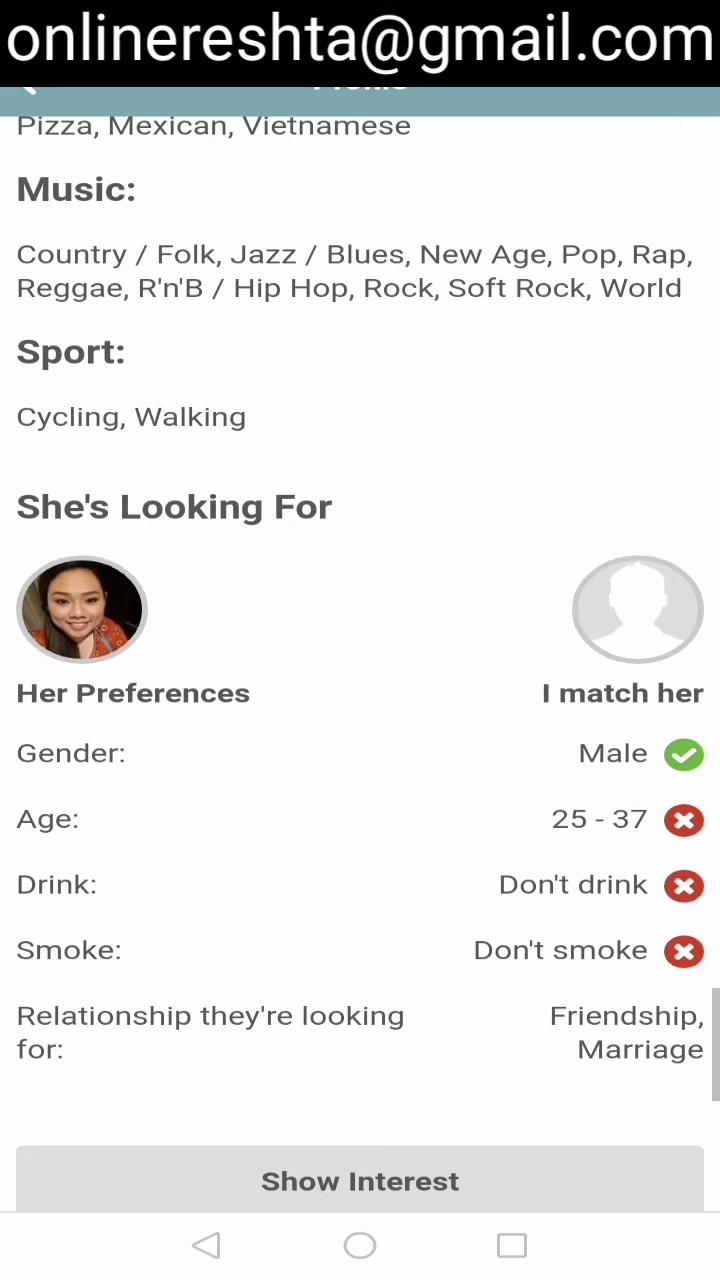 onlinereshta@gmail.com
Profile
Pizza, Mexican, Vietnamese
Music:
Country / Folk, Jazz / Blues, New Age, Pop, Rap,
Reggae, R'n'B / Hip Hop, Rock, Soft Rock, World
Sport:
Cycling, Walking
She's Looking For
Her Preferences I match her
Gender: Male
Age: 25 - 37
Drink: Don't drink
Smoke: Don't smoke
Relationship they're looking Friendship,
for: Marriage
Show Interest